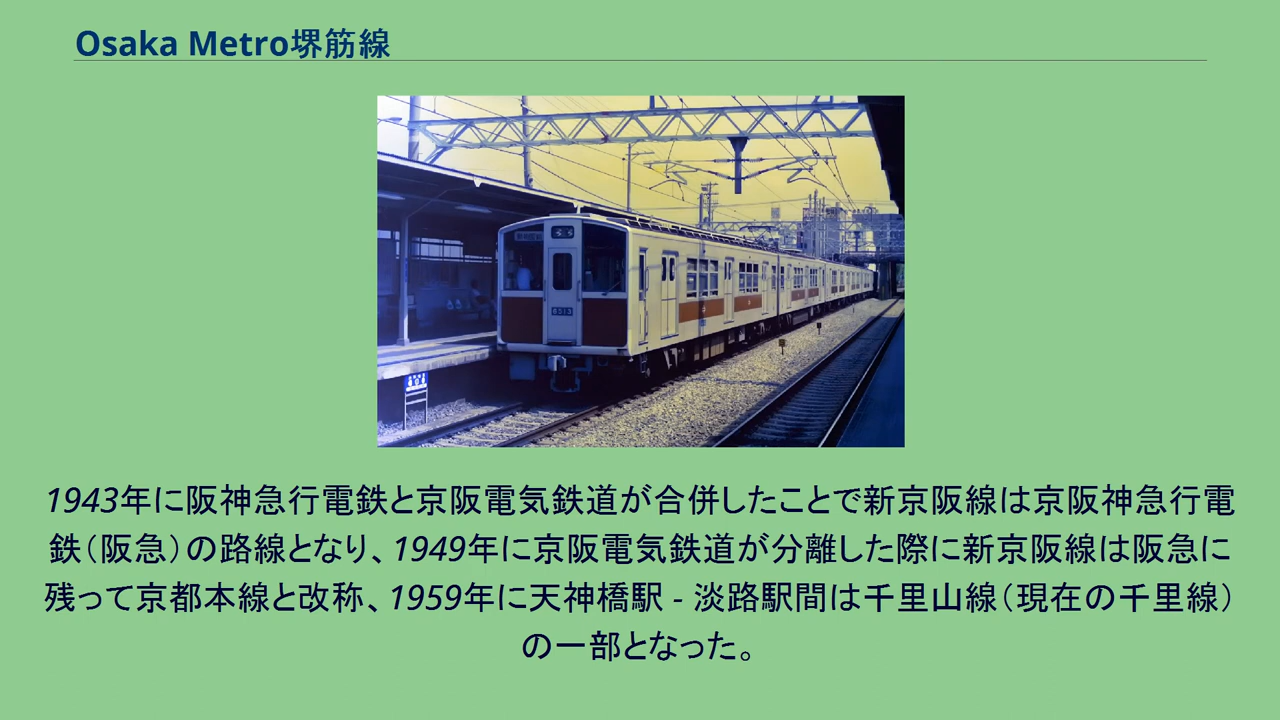 Osaka Metro堺筋線
1943年に阪神急行電鉄と京阪電気鉄道が合併したことで新京阪線は京阪神急行電
鉄（阪急）の路線となり、1949年に京阪電気鉄道が分離した際に新京阪線は阪急に
残って京都本線と改称、1959年に天神橋駅 - 淡路駅間は千里山線（現在の千里線）
の一部となった。